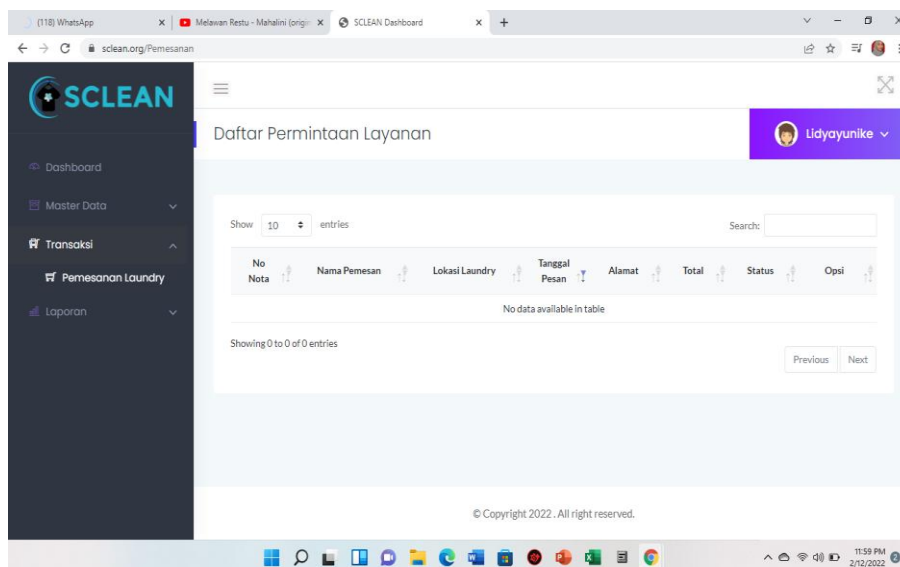 (118) WhatsApp
Melawan Restu - Mahalini (origin
SCLEAN Dashboard
sclean.org/Pemesanan
SCLEAN
Daftar Permintaan Layanan
Lidyayunike
Dashboard
Master Data
Transaksi
Pemesanan Laundry
Laporan
Show 10 entries
Search:
No Nota Nama Pemesan Lokasi Laundry Tanggal Pesan Alamat Total Status Opsi
No data available in table
Showing 0 to 0 of 0 entries
Previous Next
© Copyright 2022 . All right reserved.
11:59 PM
2/12/2022
2